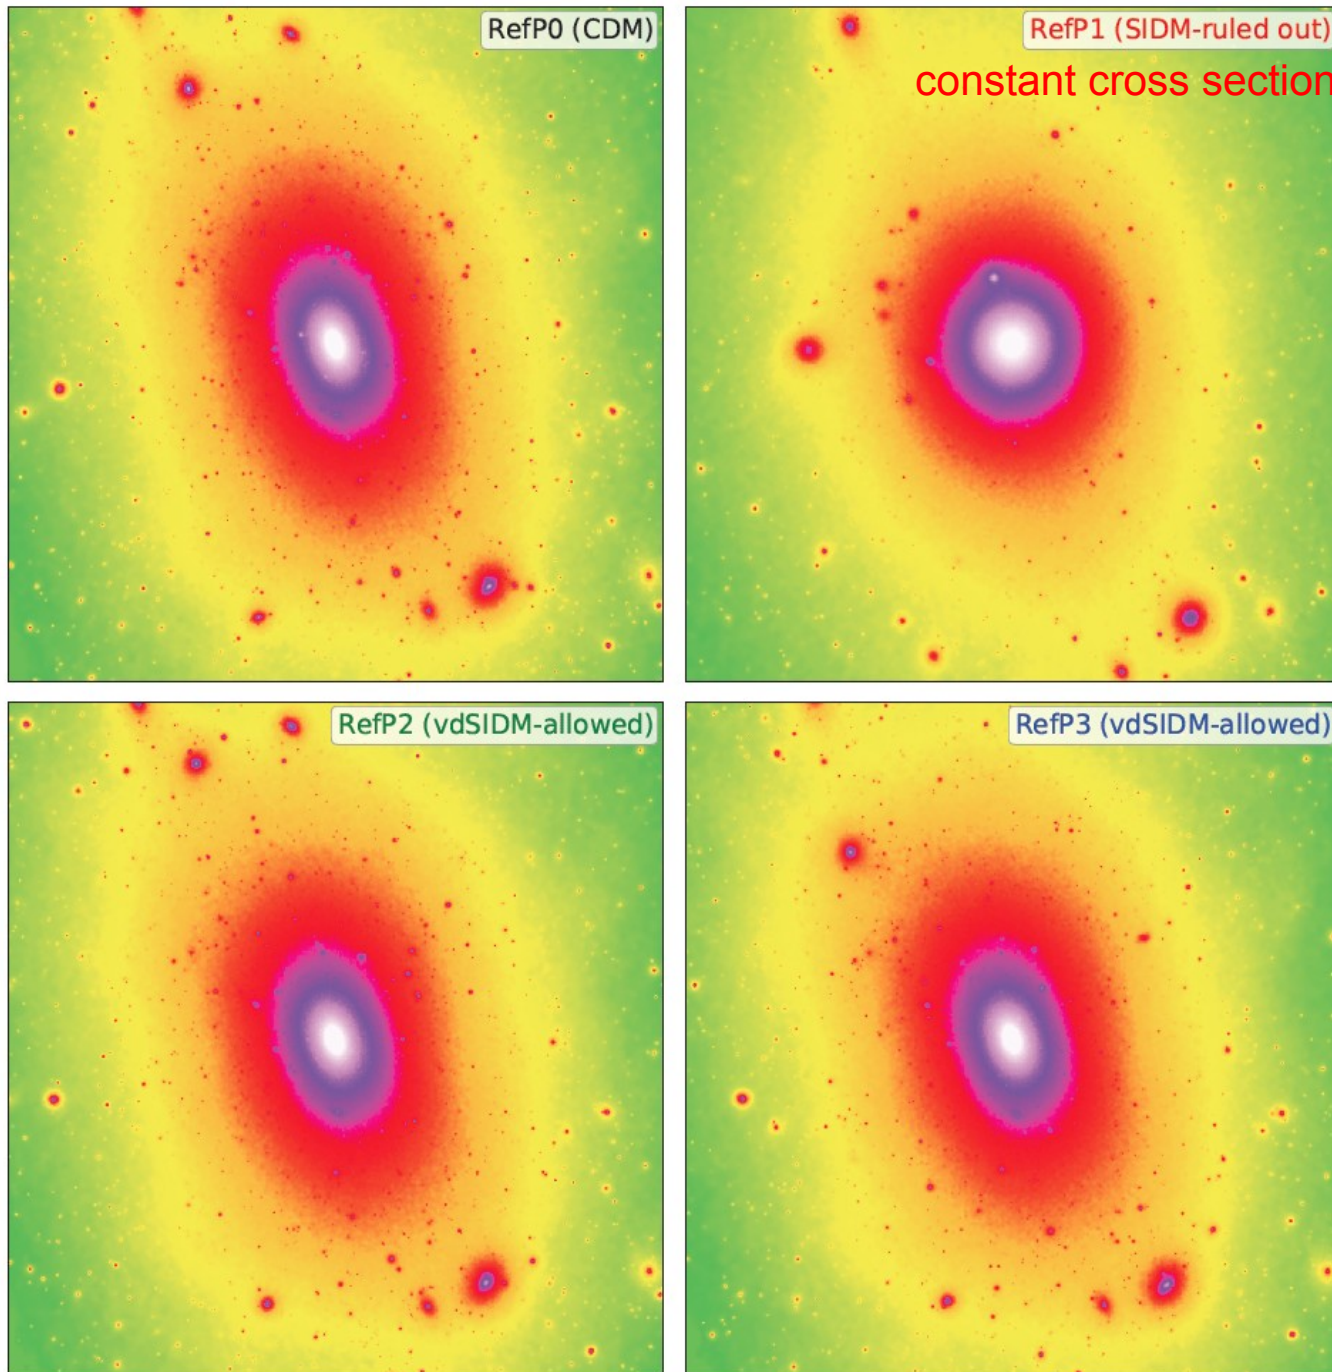 RefP0 (CDM)
RefP1 (SIDM-ruled out)
constant cross section
RefP2 (vdSIDM-allowed)
RefP3 (vdSIDM-allowed)